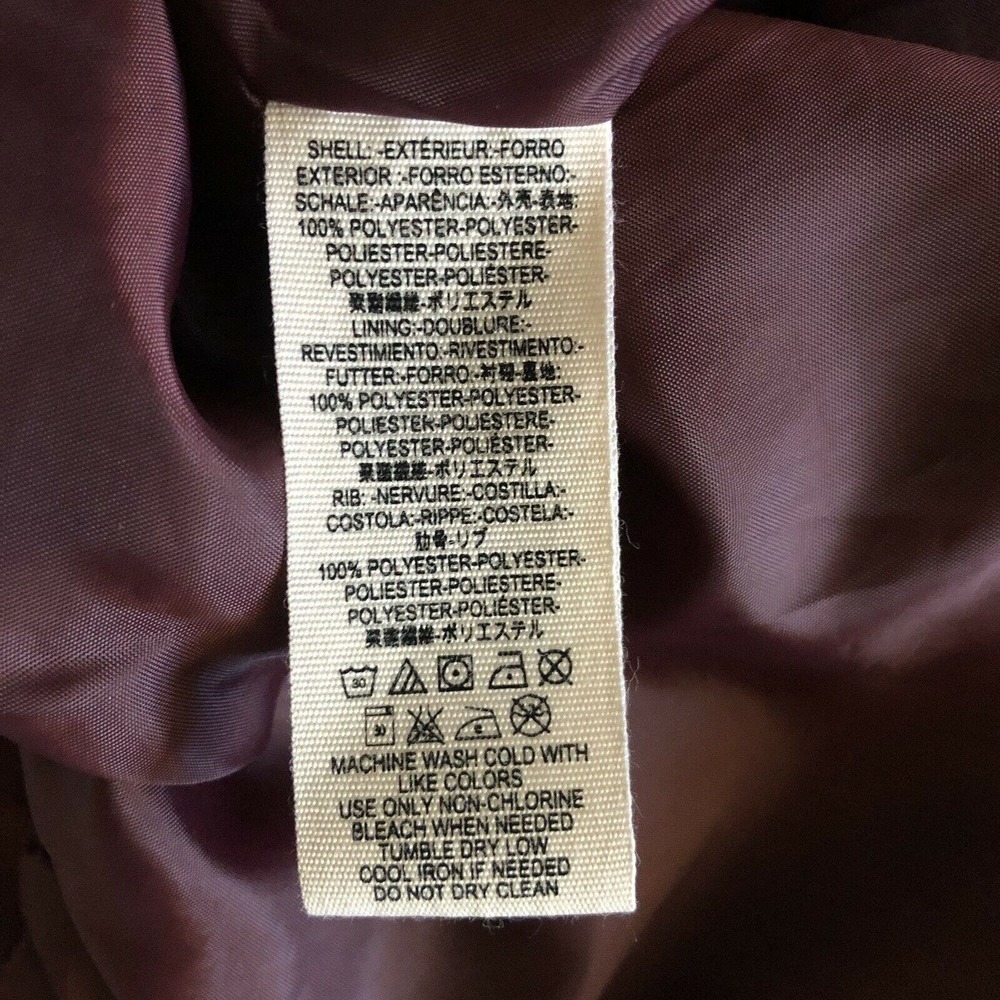 SHELL: -EXTÉRIEUR:-FORRO
EXTERIOR :-FORRO ESTERNO:-
SCHALE:-APARÊNCIA:-外壳-表地:
100% POLYESTER-POLYESTER-
POLIESTER-POLIESTERE-
POLYESTER-POLIÉSTER-
聚酯纖維-ポリエステル
LINING:-DOUBLURE:-
REVESTIMIENTO:-RIVESTIMENTO:-
FUTTER:-FORRO:-衬里-裏地:
100% POLYESTER-POLYESTER-
POLIESTER-POLIESTERE-
POLYESTER-POLIÉSTER-
聚酯纖維-ポリエステル
RIB: -NERVURE:-COSTILLA:-
COSTOLA:-RIPPE:-COSTELA:-
肋骨-リブ
100% POLYESTER-POLYESTER-
POLIESTER-POLIESTERE-
POLYESTER-POLIÉSTER-
聚酯纖維-ポリエステル
30
30
MACHINE WASH COLD WITH
LIKE COLORS
USE ONLY NON-CHLORINE
BLEACH WHEN NEEDED
TUMBLE DRY LOW
COOL IRON IF NEEDED
DO NOT DRY CLEAN